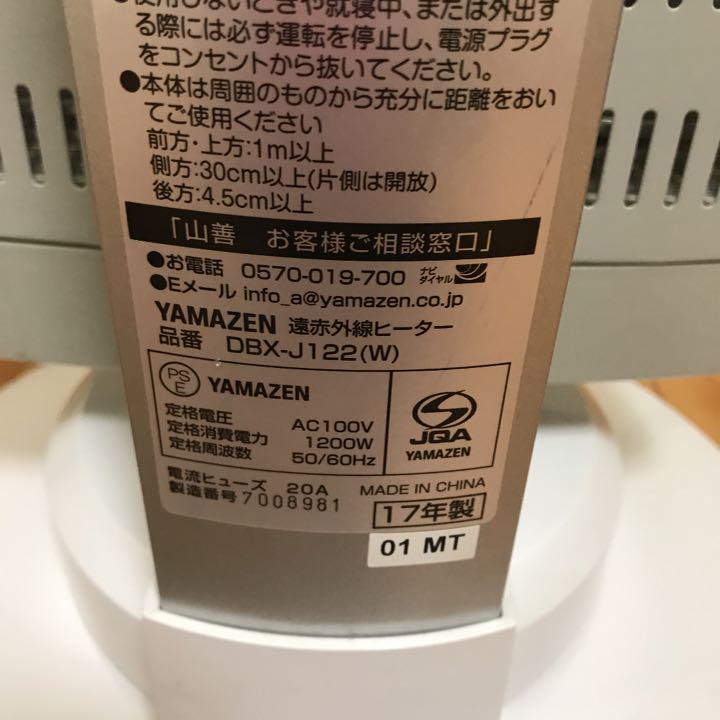 ●使用しないときや就寝中、または外出す
る際には必ず運転を停止し、電源プラグ
をコンセントから抜いてください。
●本体は周囲のものから充分に距離をおい
てご使用ください
前方・上方:1m以上
側方:30cm以上(片側は開放)
後方:4.5cm以上
「山善 お客様ご相談窓口」
●お電話 0570-019-700 ナビダイヤル
●Eメール info_a@yamazen.co.jp
YAMAZEN 遠赤外線ヒーター
品番 DBX-J122(W)
PSE YAMAZEN
定格電圧 AC100V
定格消費電力 1200W
定格周波数 50/60Hz
JQA
YAMAZEN
電流ヒューズ 20A MADE IN CHINA
製造番号 7008981 17年製
01 MT